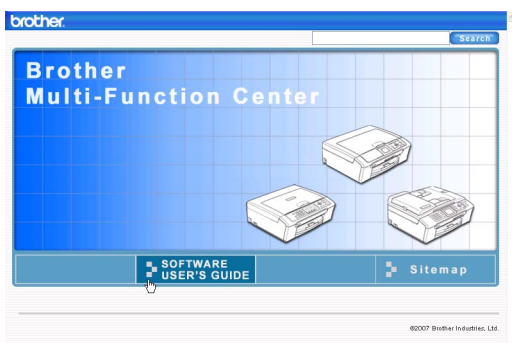 brother.
Search
Brother
Multi-Function Center
SOFTWARE
USER'S GUIDE
Sitemap
©2007 Brother Industries, Ltd.